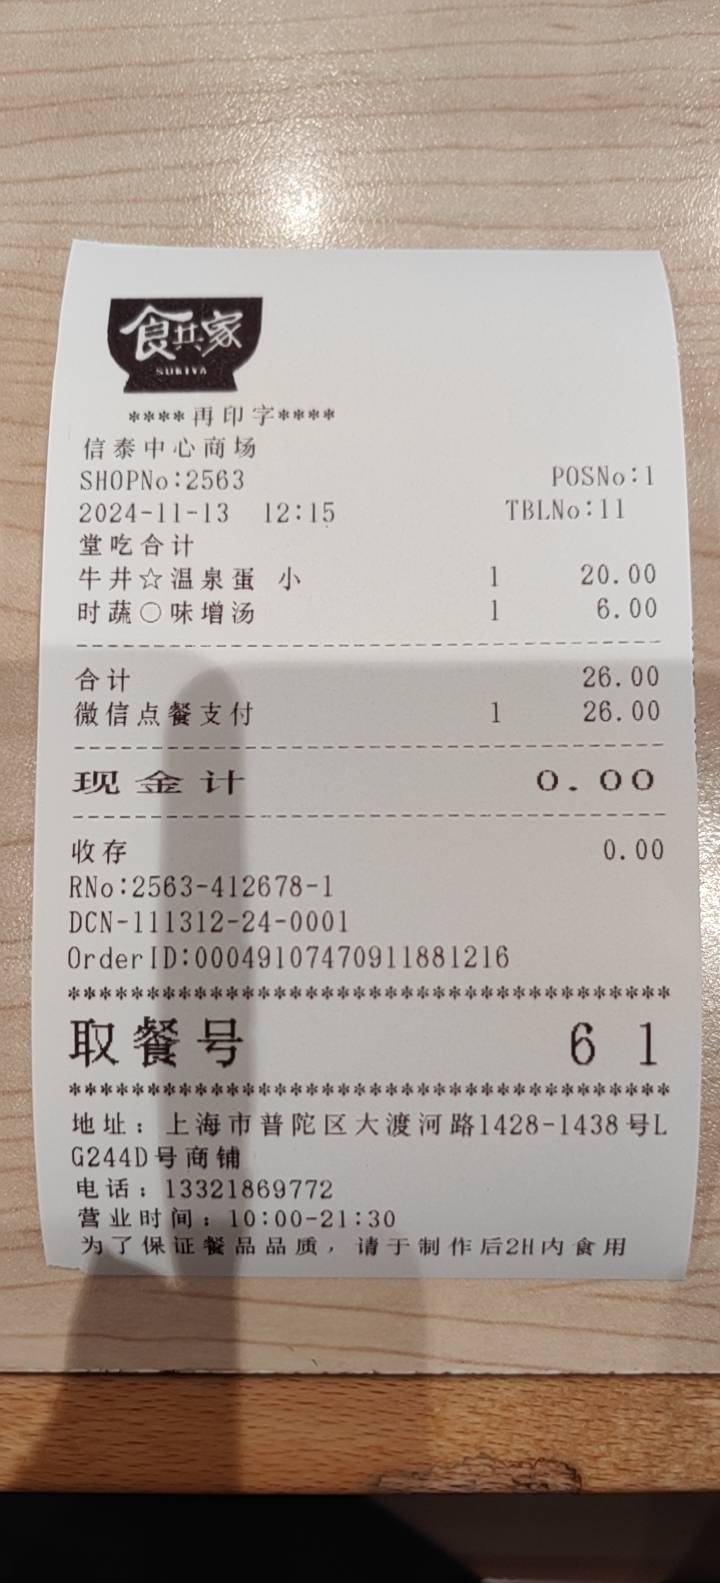 食其家
SUKIYA
****再印字****
信泰中心商场
SHOPNo:2563 POSNo:1
2024-11-13 12:15 TBLNo:11
堂吃合计
牛丼☆温泉蛋 小 1 20.00
时蔬○味增汤 1 6.00
合计 26.00
微信点餐支付 1 26.00
现金计 0.00
收存 0.00
RNo:2563-412678-1
DCN-111312-24-0001
OrderID:00049107470911881216
**************************************
取餐号 61
**************************************
地址：上海市普陀区大渡河路1428-1438号L
G244D号商铺
电话：13321869772
营业时间：10:00-21:30
为了保证餐品品质，请于制作后2H内食用